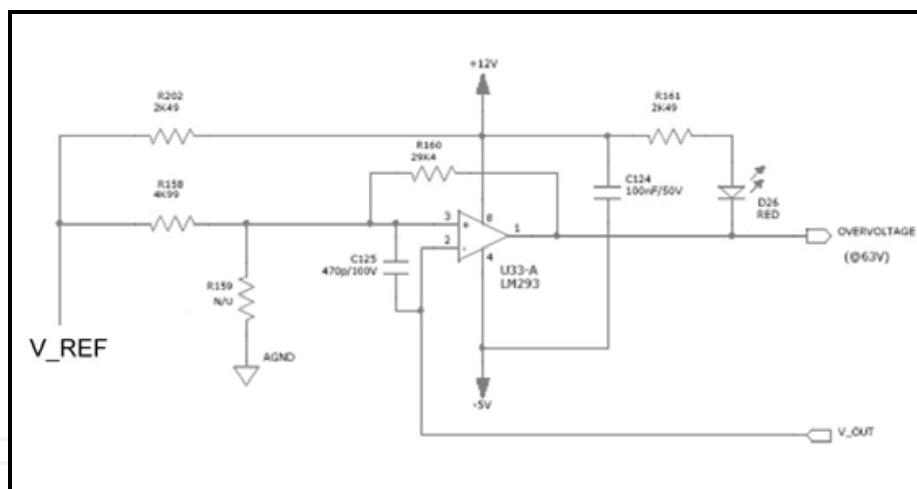 +12V
R202
2K49
R161
2K49
R160
29K4
R158
4K99
C124
100nF/50V
D26
RED
3
+
8
1
2
-
4
OVERVOLTAGE
(@63V)
C125
470p/100V
U33-A
LM293
R159
N/U
V_REF
AGND
-5V
V_OUT